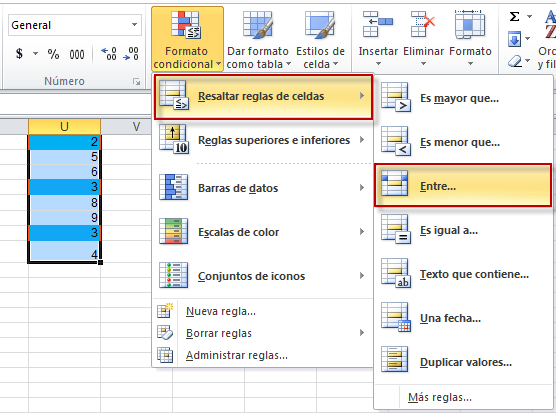 General
$ % 000 ,00 ,0 ,0 ,00
Número
Formato condicional
Dar formato como tabla
Estilos de celda
Insertar
Eliminar
Formato
Σ
Or
y fil
U
V
2
5
6
3
8
9
3
4
Resaltar reglas de celdas
Reglas superiores e inferiores
Barras de datos
Escalas de color
Conjuntos de iconos
Nueva regla...
Borrar reglas
Administrar reglas...
Es mayor que...
Es menor que...
Entre...
Es igual a...
Texto que contiene...
Una fecha...
Duplicar valores...
Más reglas...